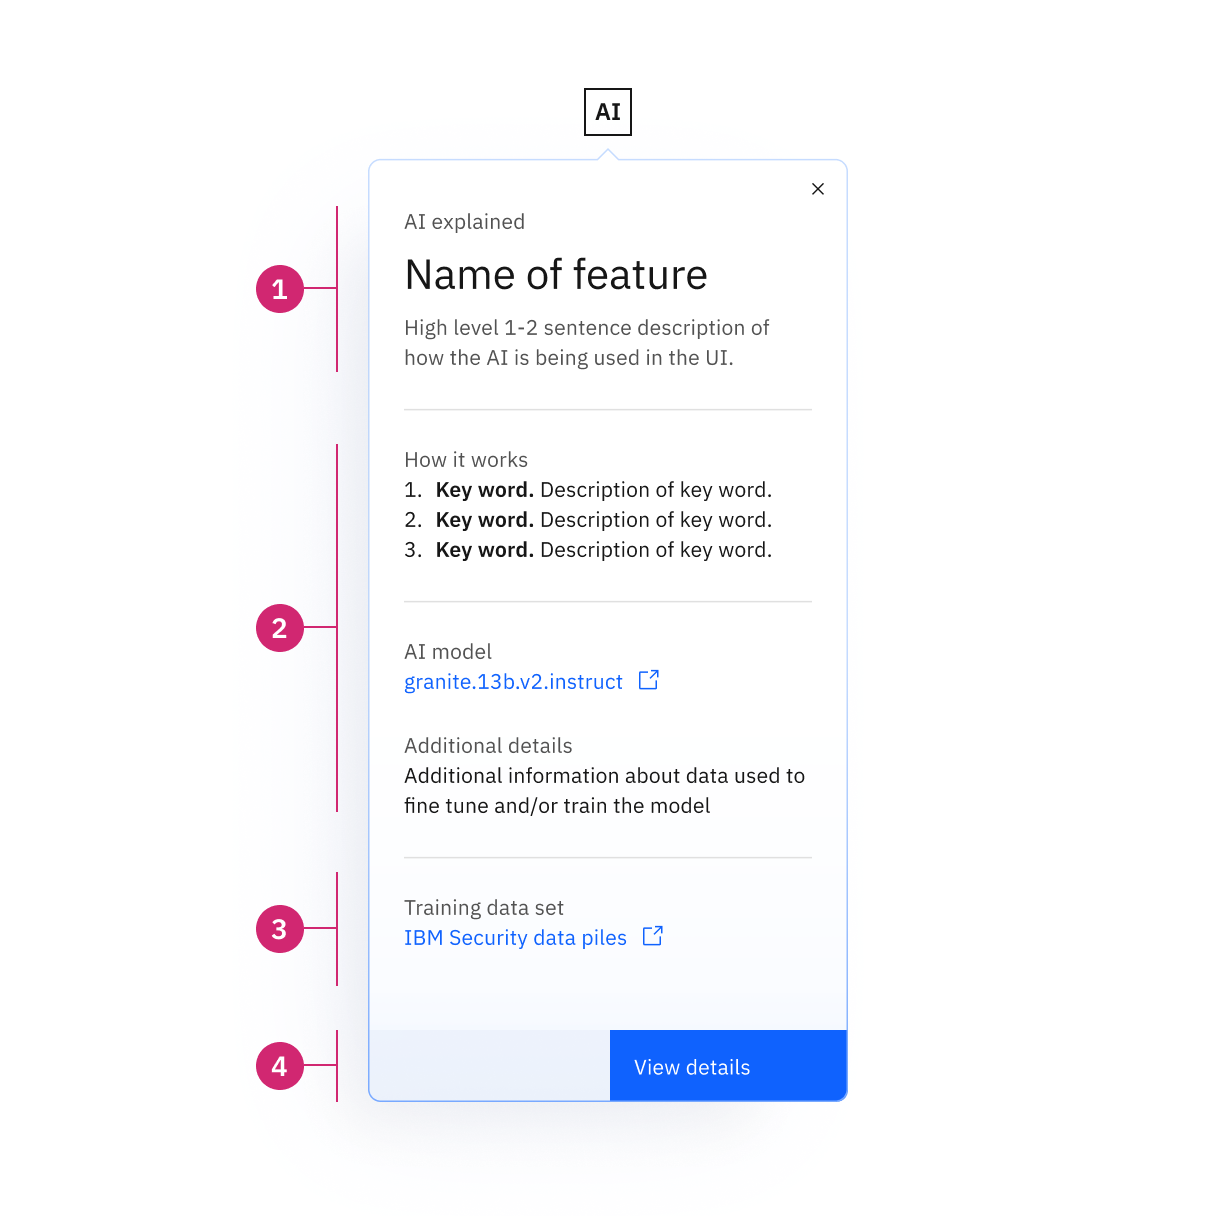 AI
AI explained
1
Name of feature
High level 1-2 sentence description of
how the AI is being used in the UI.
How it works
1. Key word. Description of key word.
2. Key word. Description of key word.
3. Key word. Description of key word.
2
AI model
granite.13b.v2.instruct
Additional details
Additional information about data used to
fine tune and/or train the model
3
Training data set
IBM Security data piles
4
View details